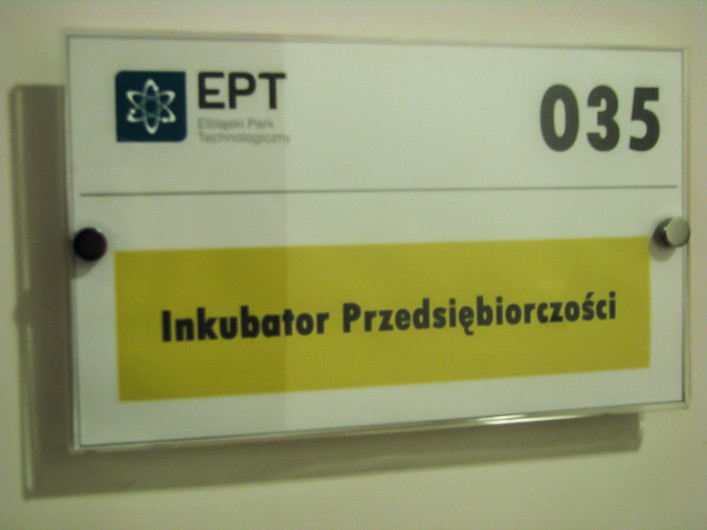 EPT
Elbląski Park
Technologiczny
035
Inkubator Przedsiębiorczości